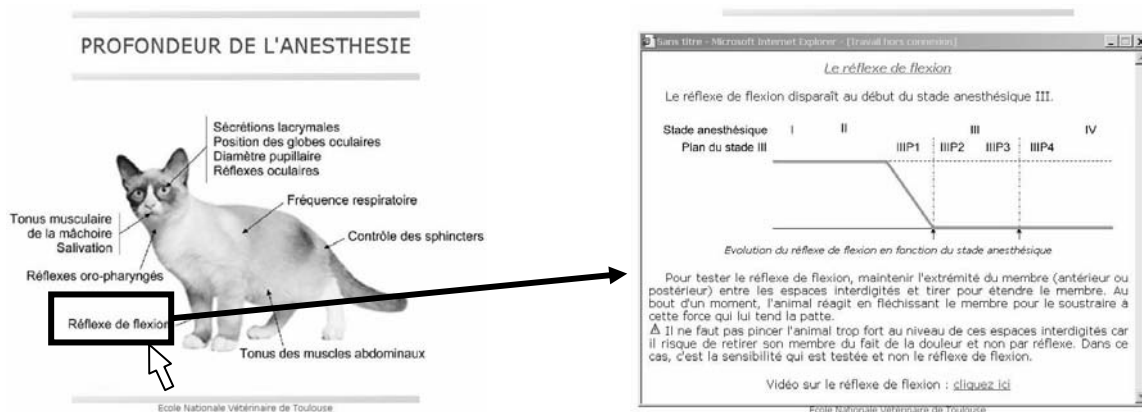 PROFONDEUR DE L'ANESTHESIE
Sécrétions lacrymales
Position des globes oculaires
Diamètre pupillaire
Réflexes oculaires
Fréquence respiratoire
Tonus musculaire
de la mâchoire
Salivation
Contrôle des sphincters
Réflexes oro-pharyngés
Réflexe de flexion
Tonus des muscles abdominaux
Ecole Nationale Vétérinaire de Toulouse
Sans titre - Microsoft Internet Explorer - [Travail hors connexion]
Le réflexe de flexion
Le réflexe de flexion disparaît au début du stade anesthésique III.
Stade anesthésique I II III IV
Plan du stade III IIIP1 IIIP2 IIIP3 IIIP4
Evolution du réflexe de flexion en fonction du stade anesthésique
Pour tester le réflexe de flexion, maintenir l'extrémité du membre (antérieur ou
postérieur) entre les espaces interdigités et tirer pour étendre le membre. Au
bout d'un moment, l'animal réagit en fléchissant le membre pour le soustraire à
cette force qui lui tend la patte.
⚠ Il ne faut pas pincer l'animal trop fort au niveau de ces espaces interdigités car
il risque de retirer son membre du fait de la douleur et non par réflexe. Dans ce
cas, c'est la sensibilité qui est testée et non le réflexe de flexion.
Vidéo sur le réflexe de flexion : cliquez ici
Ecole Nationale Vétérinaire de Toulouse